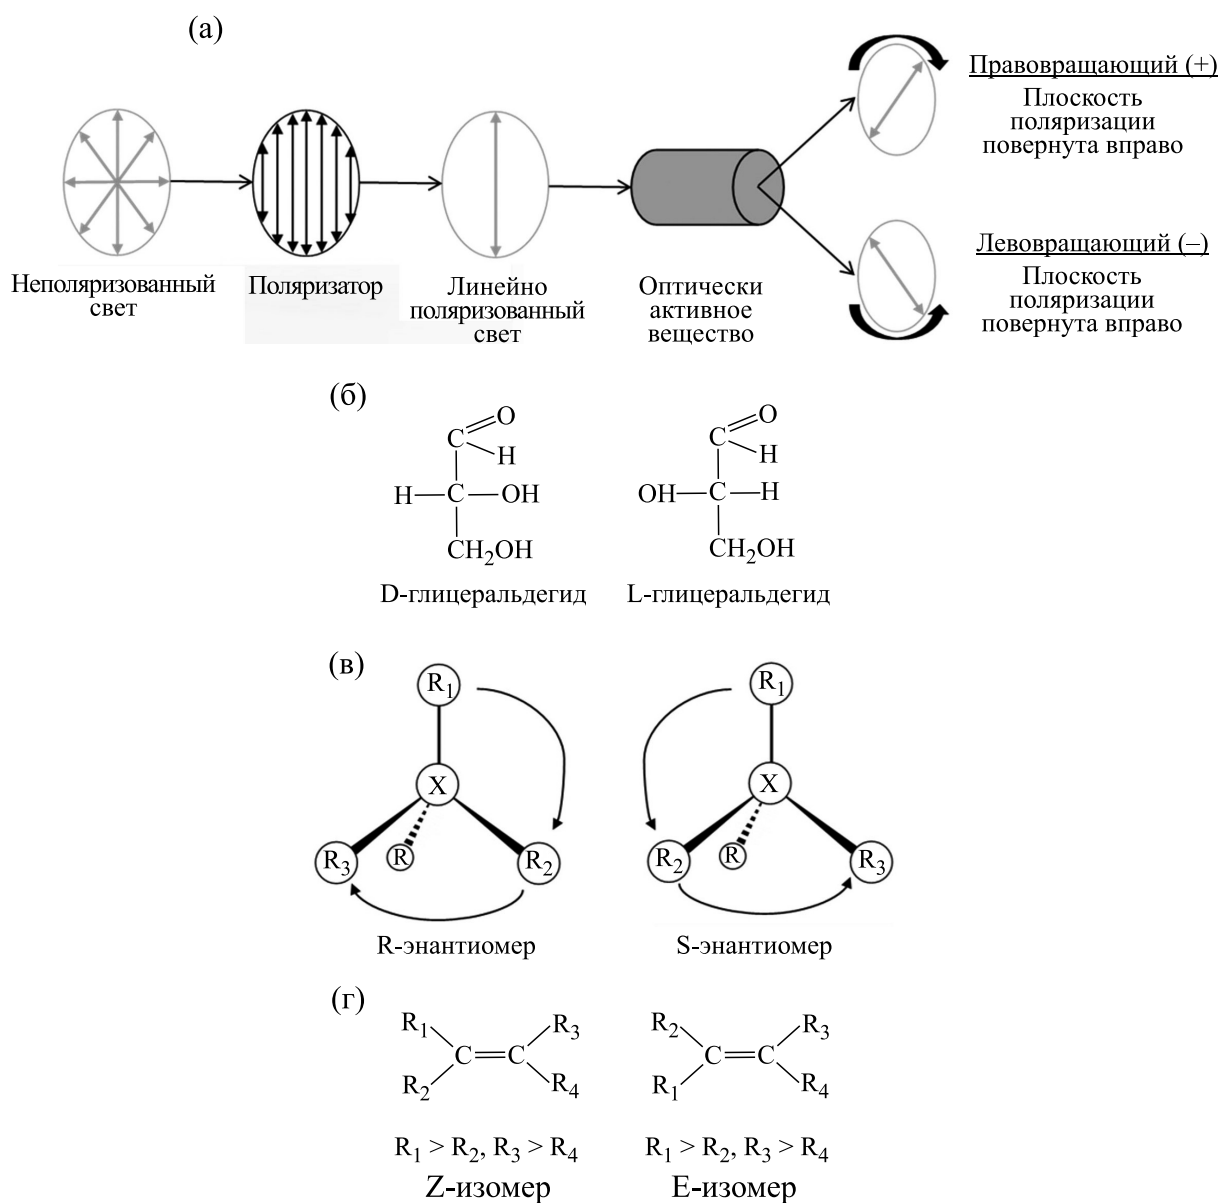 (а)
Неполяризованный
свет
Поляризатор
Линейно
поляризованный
свет
Оптически
активное
вещество
Правовращающий (+)
Плоскость
поляризации
повернута вправо
Левовращающий (–)
Плоскость
поляризации
повернута вправо
(б)
C O
H
H C OH
CH₂OH
D-глицеральдегид
C O
H
OH C H
CH₂OH
L-глицеральдегид
(в)
R₁
X
R₃ R R₂
R-энантиомер
R₁
X
R₂ R R₃
S-энантиомер
(г)
R₁ R₃
C=C
R₂ R₄
R₁ > R₂, R₃ > R₄
Z-изомер
R₂ R₃
C=C
R₁ R₄
R₁ > R₂, R₃ > R₄
E-изомер